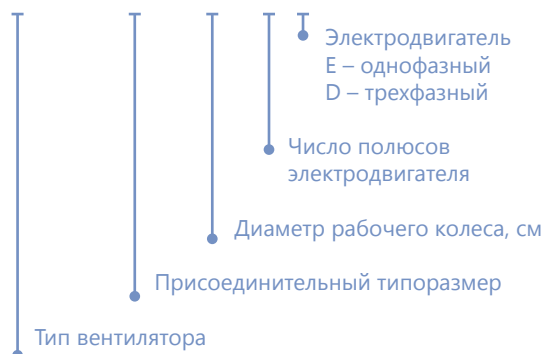 Электродвигатель
E – однофазный
D – трехфазный
Число полюсов
электродвигателя
Диаметр рабочего колеса, см
Присоединительный типоразмер
Тип вентилятора